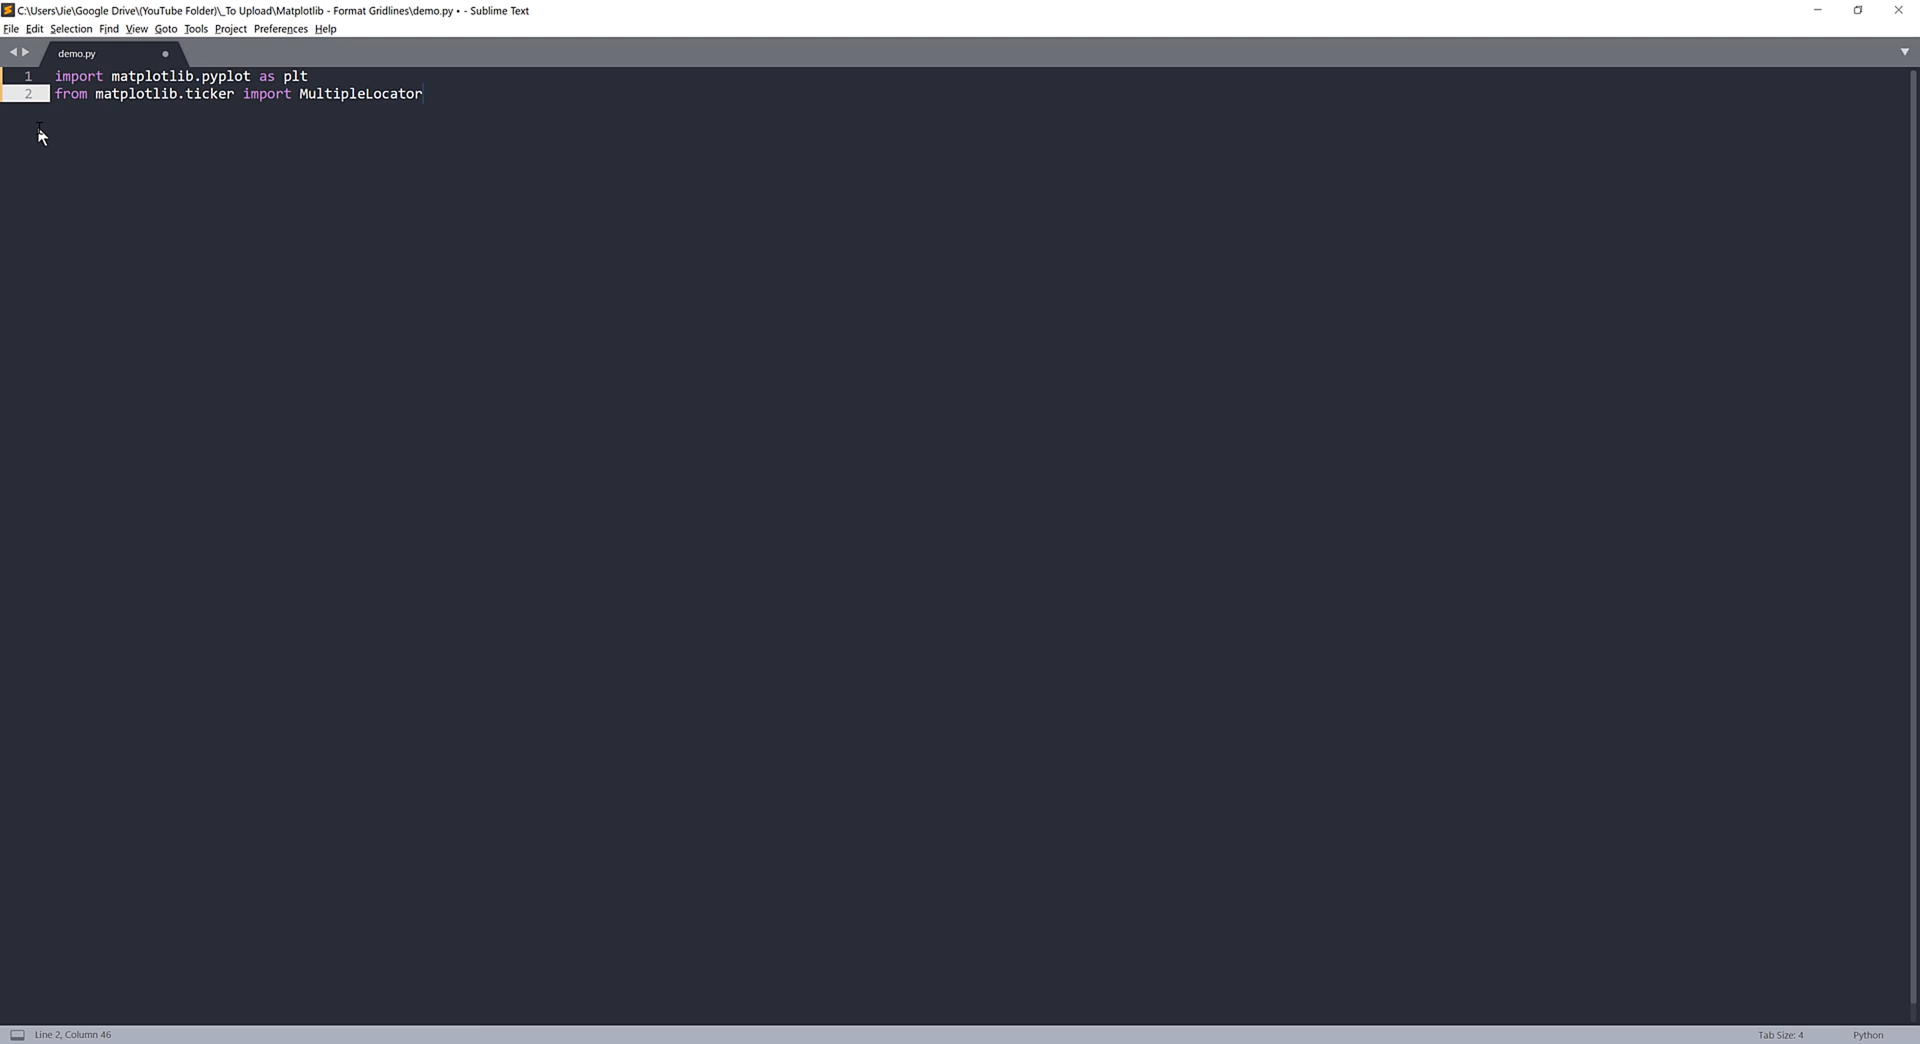 C:\Users\Jie\Google Drive\(YouTube Folder)\_To Upload\Matplotlib - Format Gridlines\demo.py • - Sublime Text
File Edit Selection Find View Goto Tools Project Preferences Help
demo.py
1 import matplotlib.pyplot as plt
2 from matplotlib.ticker import MultipleLocator
Line 2, Column 46 Tab Size: 4 Python